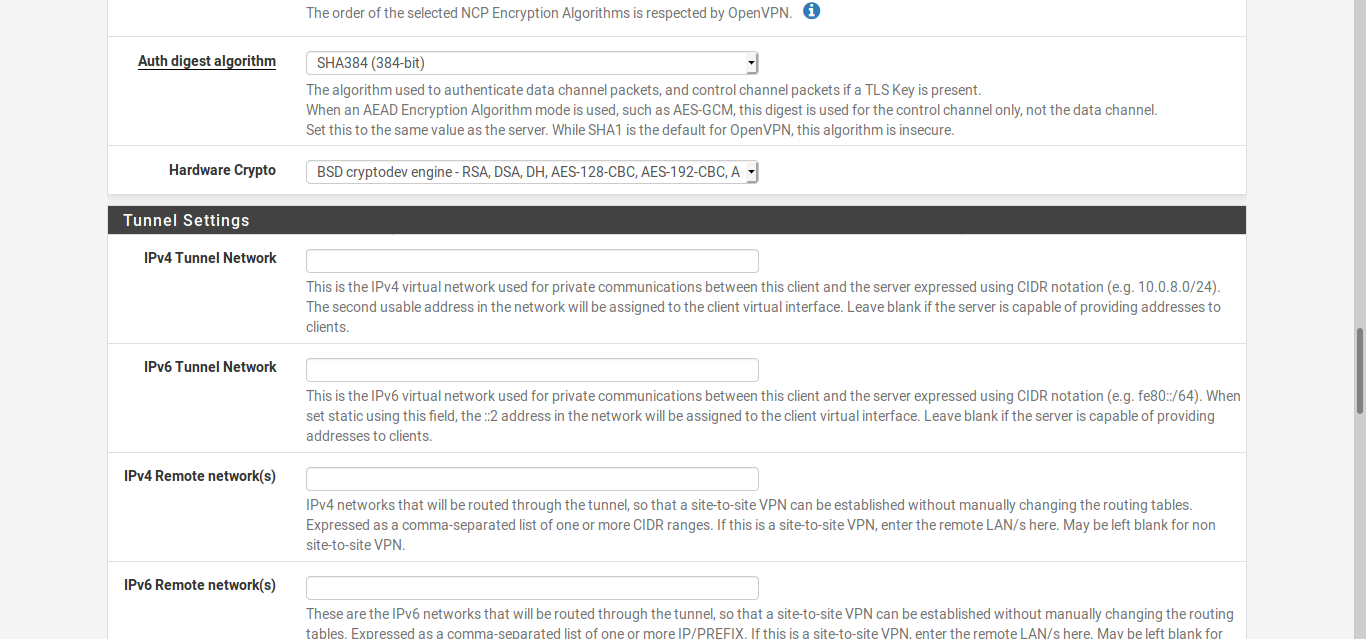 The order of the selected NCP Encryption Algorithms is respected by OpenVPN.
Auth digest algorithm
SHA384 (384-bit)
The algorithm used to authenticate data channel packets, and control channel packets if a TLS Key is present.
When an AEAD Encryption Algorithm mode is used, such as AES-GCM, this digest is used for the control channel only, not the data channel.
Set this to the same value as the server. While SHA1 is the default for OpenVPN, this algorithm is insecure.
Hardware Crypto
BSD cryptodev engine - RSA, DSA, DH, AES-128-CBC, AES-192-CBC, A
Tunnel Settings
IPv4 Tunnel Network
This is the IPv4 virtual network used for private communications between this client and the server expressed using CIDR notation (e.g. 10.0.8.0/24).
The second usable address in the network will be assigned to the client virtual interface. Leave blank if the server is capable of providing addresses to
clients.
IPv6 Tunnel Network
This is the IPv6 virtual network used for private communications between this client and the server expressed using CIDR notation (e.g. fe80::/64). When
set static using this field, the ::2 address in the network will be assigned to the client virtual interface. Leave blank if the server is capable of providing
addresses to clients.
IPv4 Remote network(s)
IPv4 networks that will be routed through the tunnel, so that a site-to-site VPN can be established without manually changing the routing tables.
Expressed as a comma-separated list of one or more CIDR ranges. If this is a site-to-site VPN, enter the remote LAN/s here. May be left blank for non
site-to-site VPN.
IPv6 Remote network(s)
These are the IPv6 networks that will be routed through the tunnel, so that a site-to-site VPN can be established without manually changing the routing
tables. Expressed as a comma-separated list of one or more IP/PREFIX. If this is a site-to-site VPN, enter the remote LAN/s here. May be left blank for